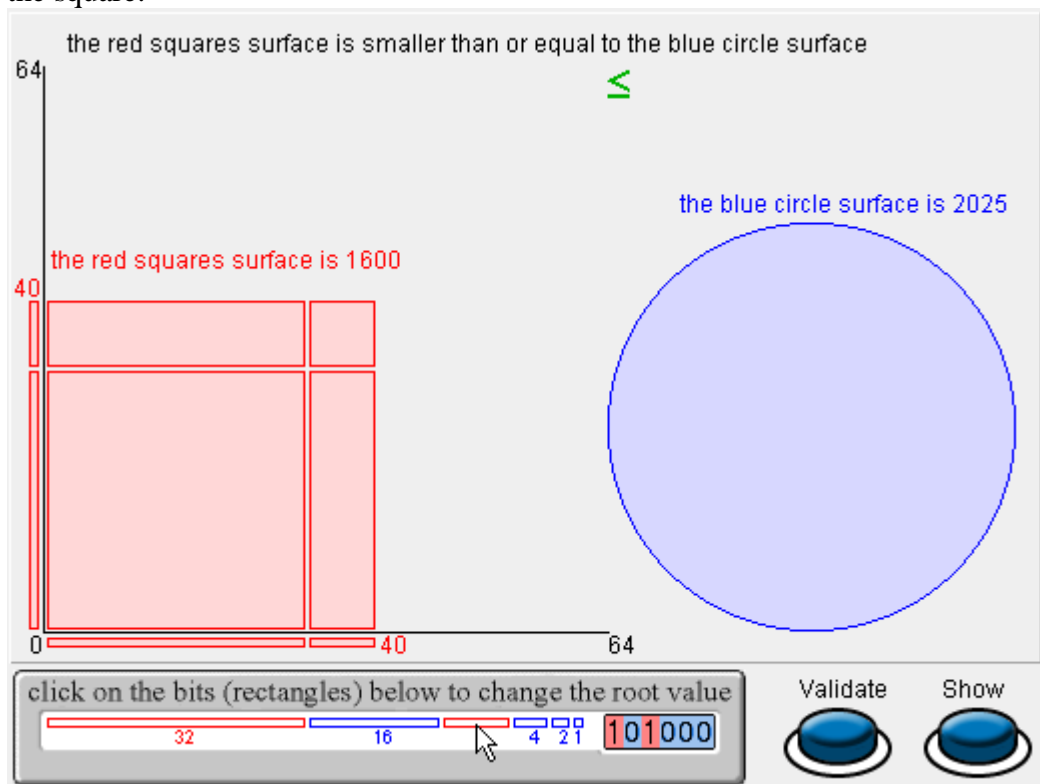 the red squares surface is smaller than or equal to the blue circle surface
64
≤
the blue circle surface is 2025
the red squares surface is 1600
40
0
40
64
click on the bits (rectangles) below to change the root value
Validate
Show
32
16
4
2
1
101000